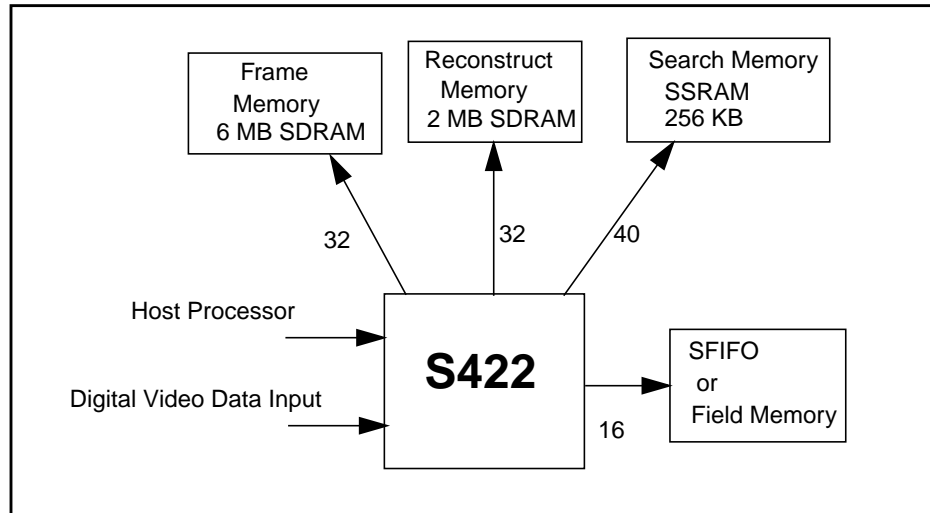 Frame
Memory
6 MB SDRAM
Reconstruct
Memory
2 MB SDRAM
Search Memory
SSRAM
256 KB
32
32
40
Host Processor
Digital Video Data Input
S422
16
SFIFO
or
Field Memory